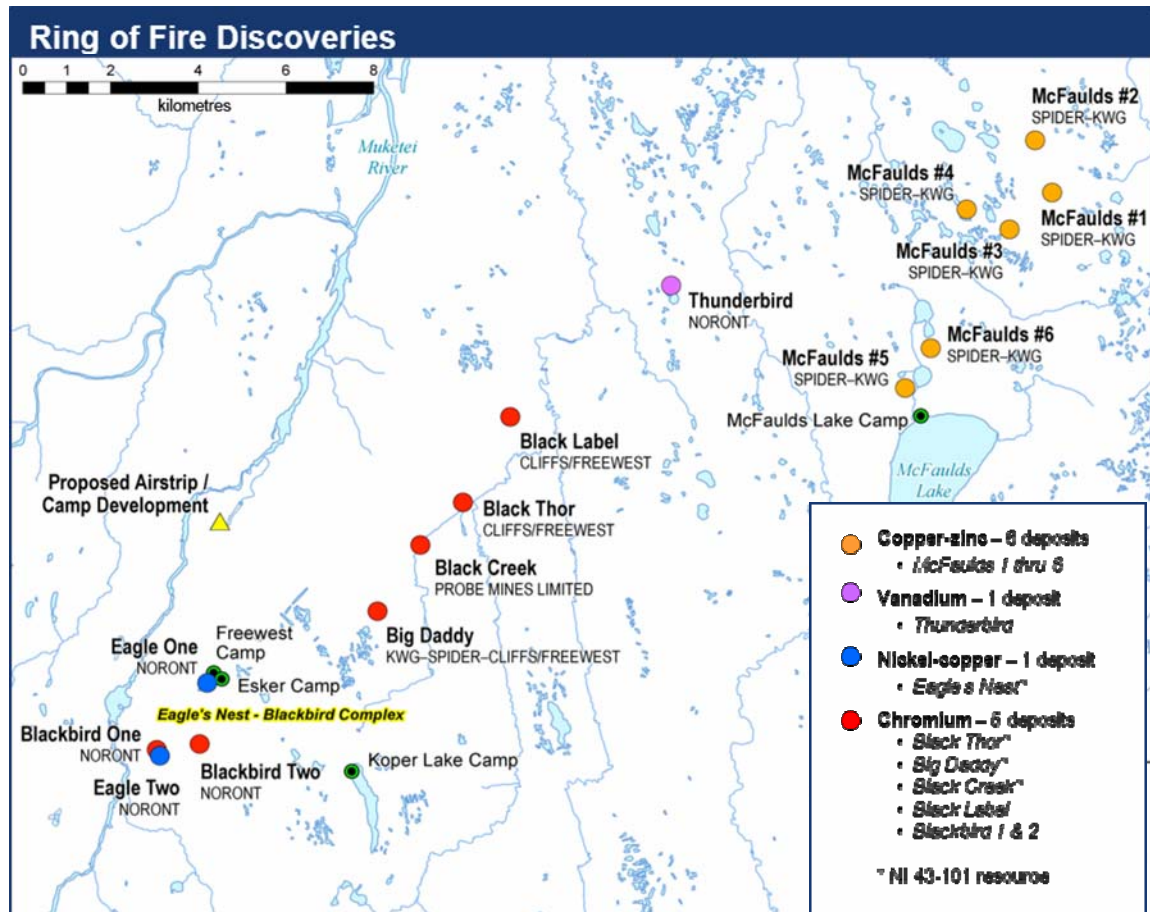 Ring of Fire Discoveries
0 1 2 4 6 8
kilometres
Muketei
River
McFaulds #2
SPIDER–KWG
McFaulds #4
SPIDER–KWG
McFaulds #1
SPIDER–KWG
McFaulds #3
SPIDER–KWG
Thunderbird
NORONT
McFaulds #6
SPIDER–KWG
McFaulds #5
SPIDER–KWG
McFaulds Lake Camp
McFaulds
Lake
Black Label
CLIFFS/FREEWEST
Proposed Airstrip /
Camp Development
Black Thor
CLIFFS/FREEWEST
Black Creek
PROBE MINES LIMITED
Big Daddy
KWG–SPIDER–CLIFFS/FREEWEST
Freewest
Camp
Eagle One
NORONT
Esker Camp
Eagle's Nest - Blackbird Complex
Blackbird One
NORONT
Eagle Two
NORONT
Blackbird Two
NORONT
Koper Lake Camp
Copper-zinc – 6 deposits
• McFaulds 1 thru 6
Vanadium – 1 deposit
• Thunderbird
Nickel-copper – 1 deposit
• Eagle's Nest*
Chromium – 5 deposits
• Black Thor*
• Big Daddy*
• Black Creek*
• Black Label
• Blackbird 1 & 2
* NI 43-101 resource